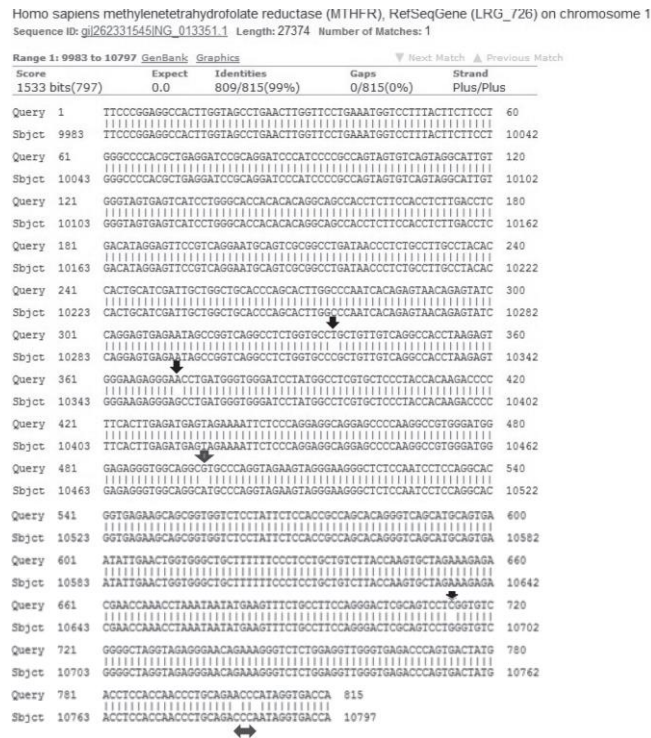 Homo sapiens methylenetetrahydrofolate reductase (MTHFR), RefSeqGene (LRG_726) on chromosome 1
Sequence ID: gi|262331545|NG_013351.1 Length: 27374 Number of Matches: 1
Range 1: 9983 to 10797 GenBank Graphics ▼ Next Match ▲ Previous Match
Score Expect Identities Gaps Strand
1533 bits(797) 0.0 809/815(99%) 0/815(0%) Plus/Plus
Query 1 TTCCCGGAGGCCACTTGGTAGCCTGAACTTGGTTCCTGAAATGGTCCTTTACTTCTTCCT 60
Sbjct 9983 TTCCCGGAGGCCACTTGGTAGCCTGAACTTGGTTCCTGAAATGGTCCTTTACTTCTTCCT 10042
Query 61 GGGCCCCACGCTGAGGATCCGCAGGATCCCATCCCCGCCAGTAGTGTCAGTAGGCATTGT 120
Sbjct 10043 GGGCCCCACGCTGAGGATCCGCAGGATCCCATCCCCGCCAGTAGTGTCAGTAGGCATTGT 10102
Query 121 GGGTAGTGAGTCATCCTGGGCACCACACACAGGCAGCCACCTCTTCCACCTCTTGACCTC 180
Sbjct 10103 GGGTAGTGAGTCATCCTGGGCACCACACACAGGCAGCCACCTCTTCCACCTCTTGACCTC 10162
Query 181 GACATAGGAGTTCCGTCAGGAATGCAGTCGCGGCCTGATAACCCTCTGCCTTGCCTACAC 240
Sbjct 10163 GACATAGGAGTTCCGTCAGGAATGCAGTCGCGGCCTGATAACCCTCTGCCTTGCCTACAC 10222
Query 241 CACTGCATCGATTGCTGGCTGCACCCAGCACTTGGCCCAATCACAGAGTAACAGAGTATC 300
Sbjct 10223 CACTGCATCGATTGCTGGCTGCACCCAGCACTTGGCCCAATCACAGAGTAACAGAGTATC 10282
Query 301 CAGGAGTGAGAATAGCCGGTCAGGCCTCTGGTGCCTGCTGTTGTCAGGCCACCTAAGAGT 360
Sbjct 10283 CAGGAGTGAGAATAGCCGGTCAGGCCTCTGGTGCCCGCTGTTGTCAGGCCACCTAAGAGT 10342
Query 361 GGGAAGAGGGAACCTGATGGGTGGGATCCTATGGCCTCGTGCTCCCTACCACAAGACCCC 420
Sbjct 10343 GGGAAGAGGGAGCCTGATGGGTGGGATCCTATGGCCTCGTGCTCCCTACCACAAGACCCC 10402
Query 421 TTCACTTGAGATGAGTAGAAAATTCTCCCAGGAGGCAGGAGCCCCAAGGCCGTGGGATGG 480
Sbjct 10403 TTCACTTGAGATGAGTAGAAAATTCTCCCAGGAGGCAGGAGCCCCAAGGCCGTGGGATGG 10462
Query 481 GAGAGGGTGGCAGGCGTGCCCAGGTAGAAGTAGGGAAGGGCTCTCCAATCCTCCAGGCAC 540
Sbjct 10463 GAGAGGGTGGCAGGCATGCCCAGGTAGAAGTAGGGAAGGGCTCTCCAATCCTCCAGGCAC 10522
Query 541 GGTGAGAAGCAGCGGTGGTCTCCTATTCTCCACCGCCAGCACAGGGTCAGCATGCAGTGA 600
Sbjct 10523 GGTGAGAAGCAGCGGTGGTCTCCTATTCTCCACCGCCAGCACAGGGTCAGCATGCAGTGA 10582
Query 601 ATATTGAACTGGTGGGCTGCTTTTTTCCCTCCTGCTGTCTTACCAAGTGCTAGAAAGAGA 660
Sbjct 10583 ATATTGAACTGGTGGGCTGCTTTTTTCCCTCCTGCTGTCTTACCAAGTGCTAGAAAGAGA 10642
Query 661 CGAACCAAACCTAAATAATATGAAGTTTCTGCCTTCCAGGGACTCGCAGTCCTCGGTGTC 720
Sbjct 10643 CGAACCAAACCTAAATAATATGAAGTTTCTGCCTTCCAGGGACTCGCAGTCCTGGGTGTC 10702
Query 721 GGGGCTAGGTAGAGGGAACAGAAAGGGTCTCTGGAGGTTGGGTGAGACCCAGTGACTATG 780
Sbjct 10703 GGGGCTAGGTAGAGGGAACAGAAAGGGTCTCTGGAGGTTGGGTGAGACCCAGTGACTATG 10762
Query 781 ACCTCCACCAACCCTGCAGAACCCATAGGTGACCA 815
Sbjct 10763 ACCTCCACCAACCCTGCAGACCCCAATAGGTGACCA 10797